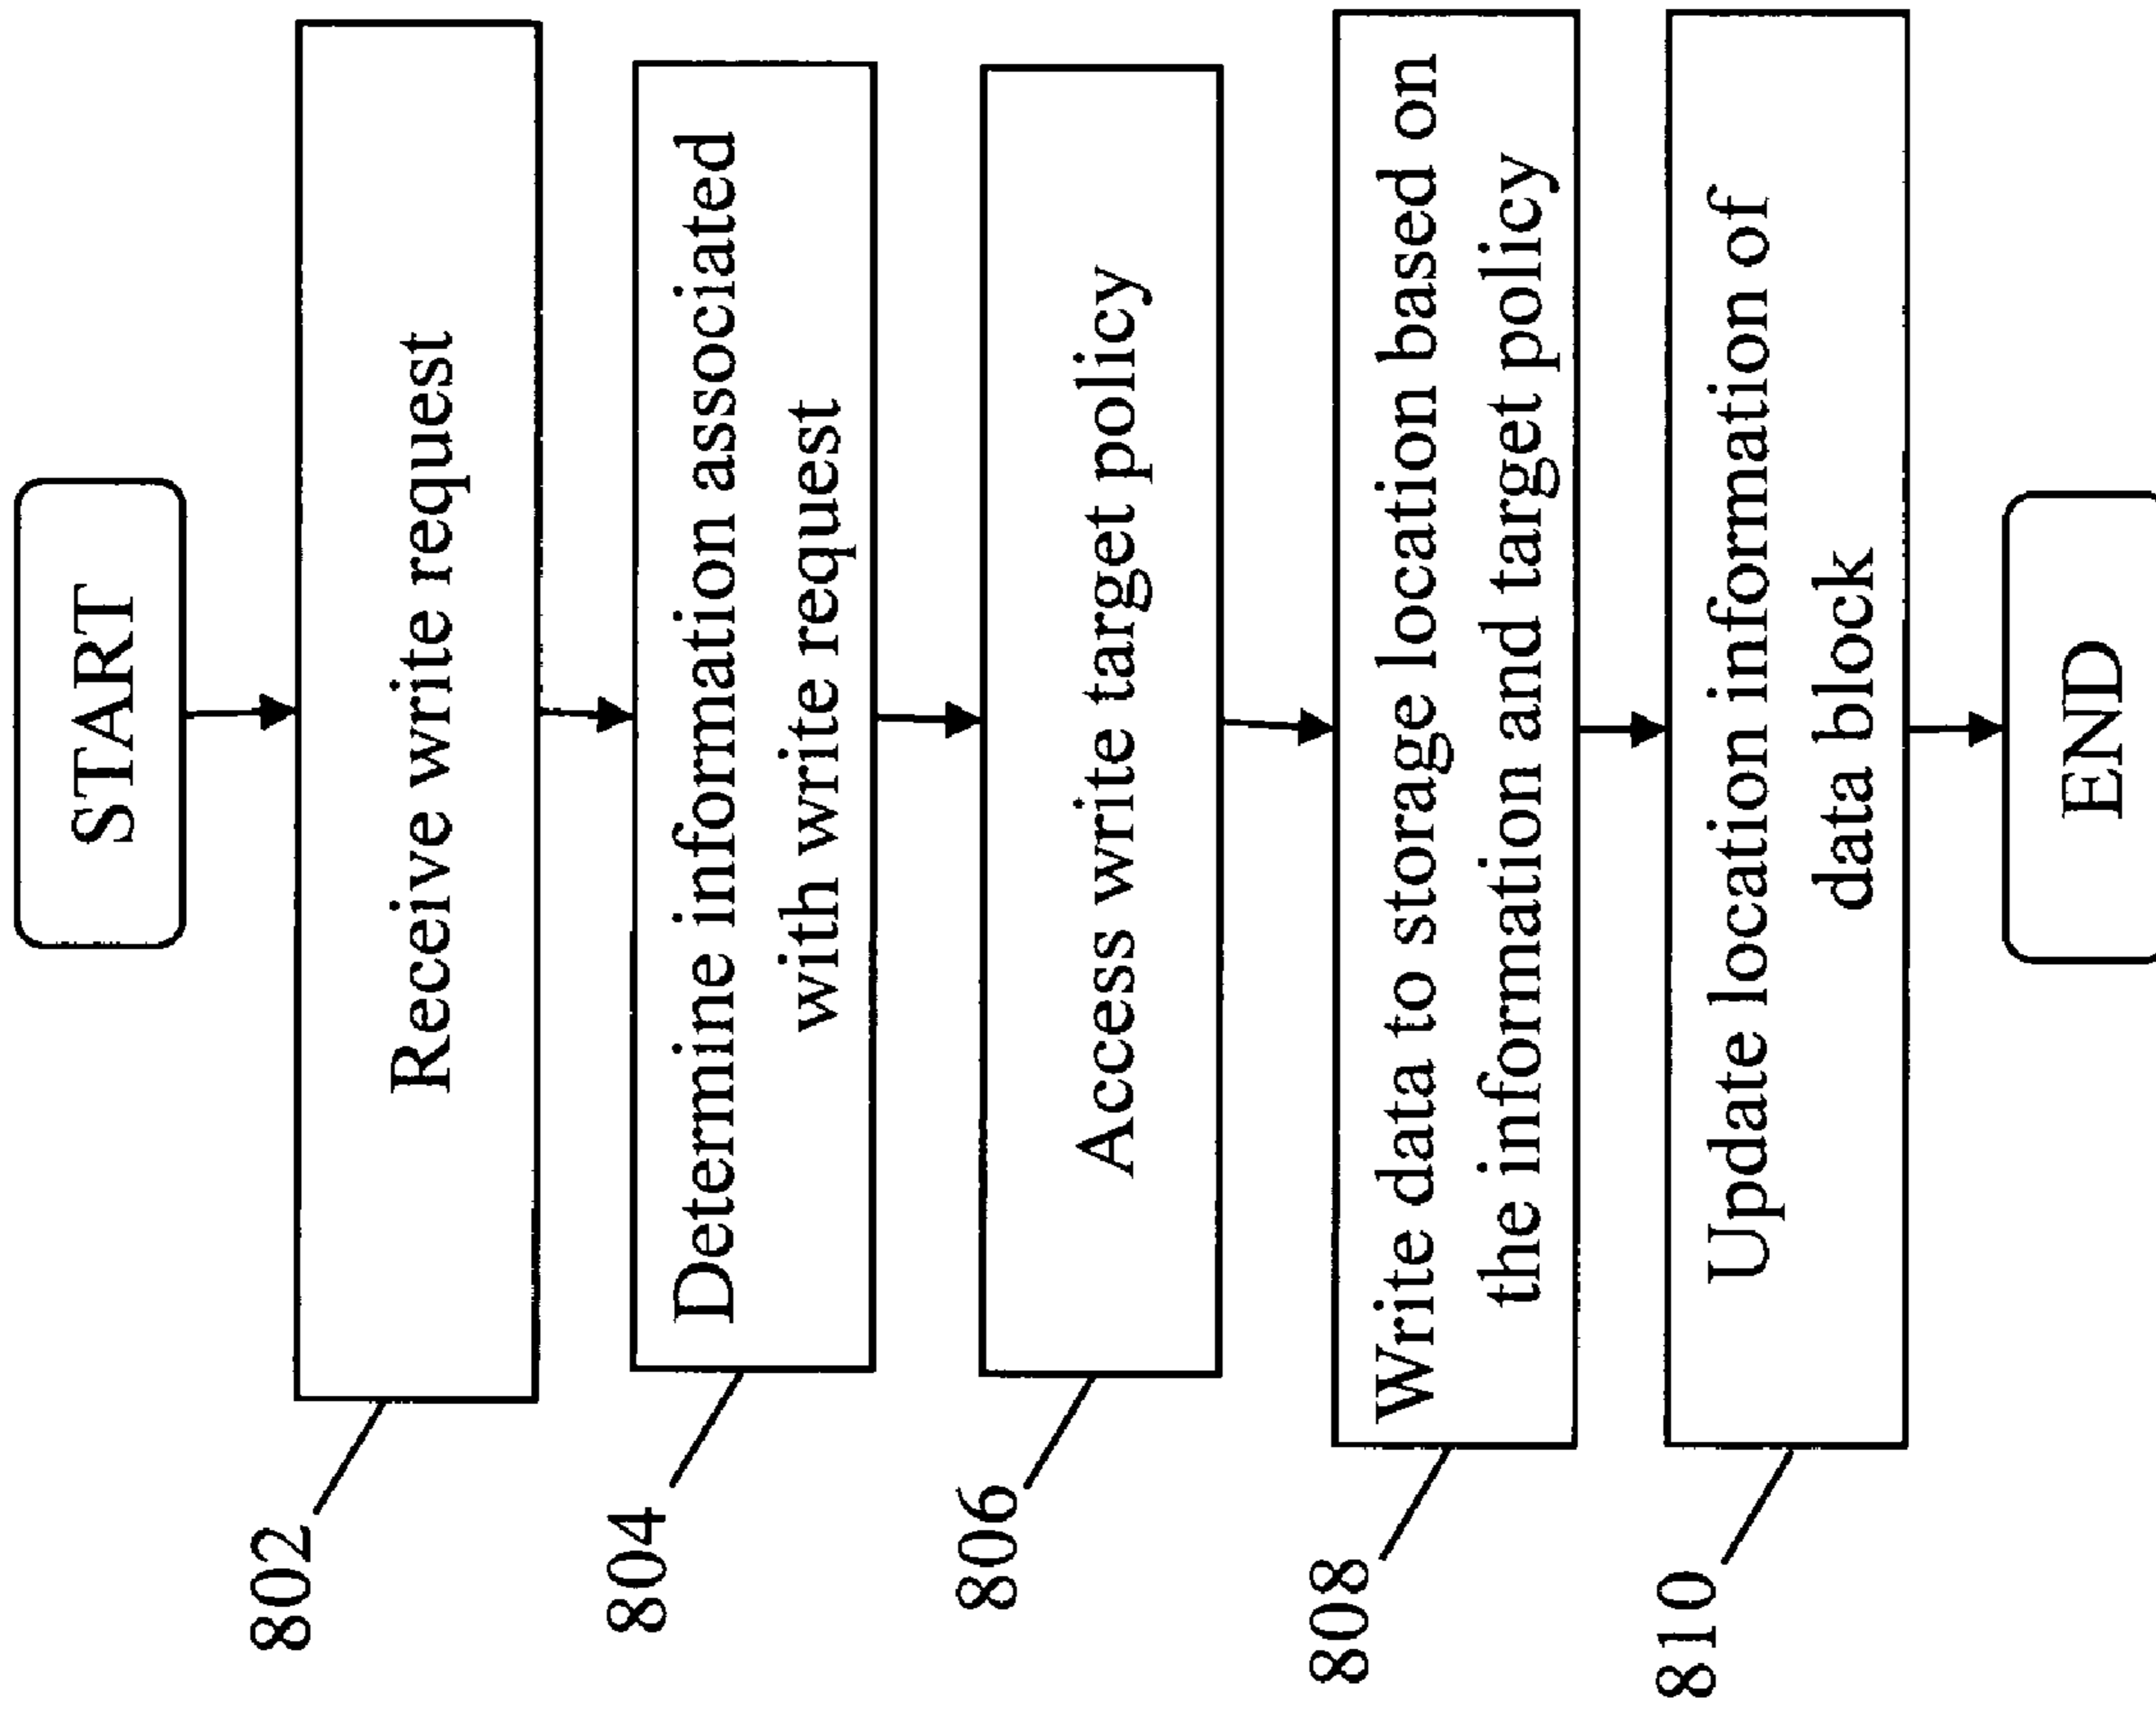 START
802
Receive write request
804
Determine information associated
with write request
806
Access write target policy
808
Write data to storage location based on
the information and target policy
810
Update location information of
data block
END